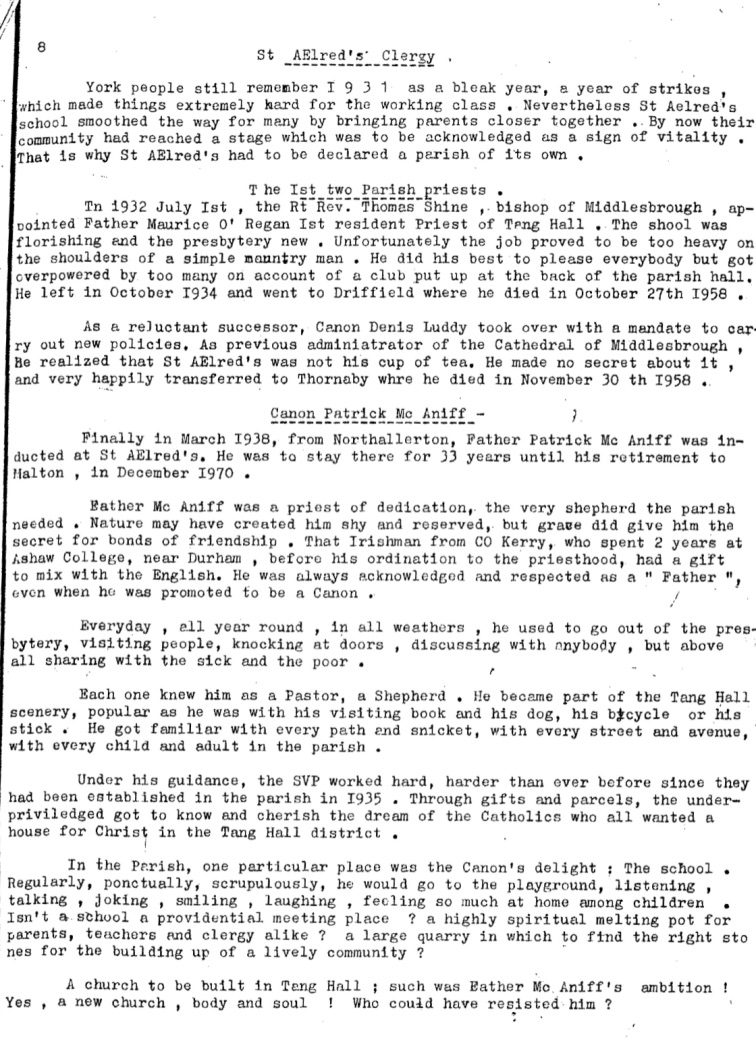 8
St AElred's Clergy .
York people still remember I 9 3 1 as a bleak year, a year of strikes ,
which made things extremely hard for the working class . Nevertheless St Aelred's
school smoothed the way for many by bringing parents closer together . By now their
community had reached a stage which was to be acknowledged as a sign of vitality .
That is why St AElred's had to be declared a parish of its own .
T he Ist two Parish priests .
Tn 1932 July Ist , the Rt Rev. Thomas Shine , bishop of Middlesbrough , ap-
pointed Father Maurice O' Regan Ist resident Priest of Tang Hall . The shool was
florishing and the presbytery new . Unfortunately the job proved to be too heavy on
the shoulders of a simple country man . He did his best to please everybody but got
overpowered by too many on account of a club put up at the back of the parish hall.
He left in October I934 and went to Driffield where he died in October 27th I958 .
As a reluctant successor, Canon Denis Luddy took over with a mandate to car-
ry out new policies. As previous adminiatrator of the Cathedral of Middlesbrough ,
He realized that St AElred's was not his cup of tea. He made no secret about it ,
and very happily transferred to Thornaby whre he died in November 30 th I958 .
Canon Patrick Mc Aniff -
Finally in March I938, from Northallerton, Father Patrick Mc Aniff was in-
ducted at St AElred's. He was to stay there for 33 years until his retirement to
Malton , in December I970 .
Eather Mc Aniff was a priest of dedication, the very shepherd the parish
needed . Nature may have created him shy and reserved, but grace did give him the
secret for bonds of friendship . That Irishman from CO Kerry, who spent 2 years at
Ashaw College, near Durham , before his ordination to the priesthood, had a gift
to mix with the English. He was always acknowledged and respected as a " Father ",
even when he was promoted to be a Canon .
Everyday , all year round , in all weathers , he used to go out of the pres-
bytery, visiting people, knocking at doors , discussing with anybody , but above
all sharing with the sick and the poor .
Each one knew him as a Pastor, a Shepherd . He became part of the Tang Hall
scenery, popular as he was with his visiting book and his dog, his bicycle or his
stick . He got familiar with every path and snicket, with every street and avenue,
with every child and adult in the parish .
Under his guidance, the SVP worked hard, harder than ever before since they
had been established in the parish in I935 . Through gifts and parcels, the under-
priviledged got to know and cherish the dream of the Catholics who all wanted a
house for Christ in the Tang Hall district .
In the Parish, one particular place was the Canon's delight : The school .
Regularly, ponctually, scrupulously, he would go to the playground, listening ,
talking , joking , smiling , laughing , feeling so much at home among children .
Isn't a school a providential meeting place ? a highly spiritual melting pot for
parents, teachers and clergy alike ? a large quarry in which to find the right sto
nes for the building up of a lively community ?
A church to be built in Tang Hall ; such was Eather Mc Aniff's ambition !
Yes , a new church , body and soul ! Who could have resisted him ?